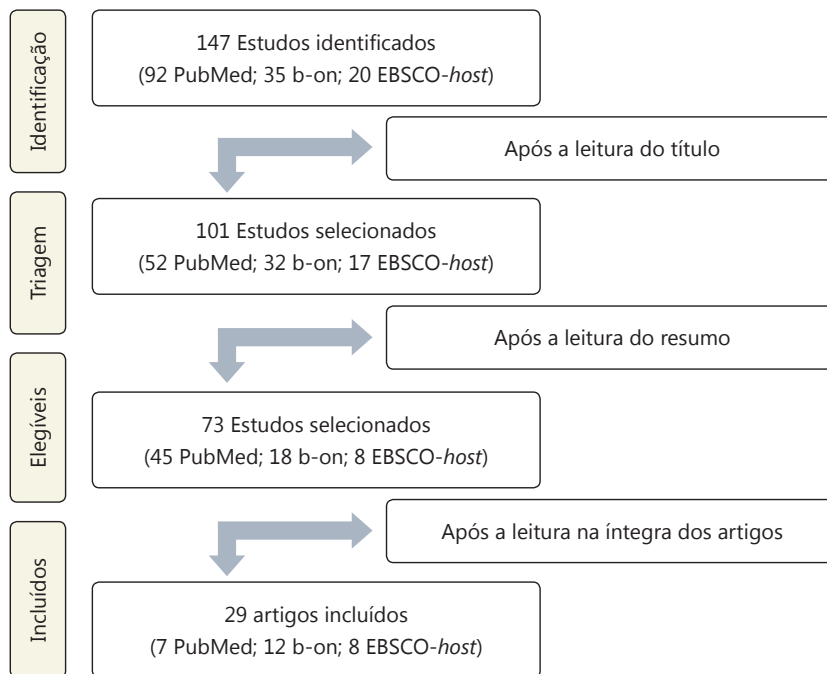 Identificação
147 Estudos identificados
(92 PubMed; 35 b-on; 20 EBSCO-host)
Após a leitura do título
Triagem
101 Estudos selecionados
(52 PubMed; 32 b-on; 17 EBSCO-host)
Após a leitura do resumo
Elegíveis
73 Estudos selecionados
(45 PubMed; 18 b-on; 8 EBSCO-host)
Após a leitura na íntegra dos artigos
Incluídos
29 artigos incluídos
(7 PubMed; 12 b-on; 8 EBSCO-host)